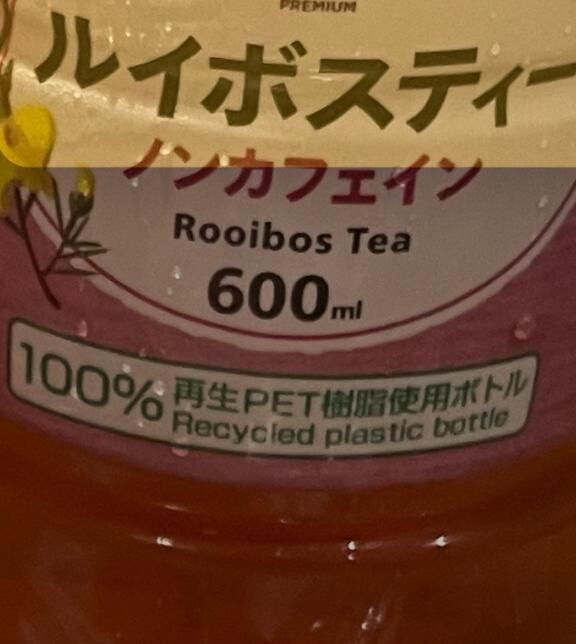 PREMIUM
ルイボスティー
ノンカフェイン
Rooibos Tea
600ml
100% 再生PET樹脂使用ボトル
Recycled plastic bottle